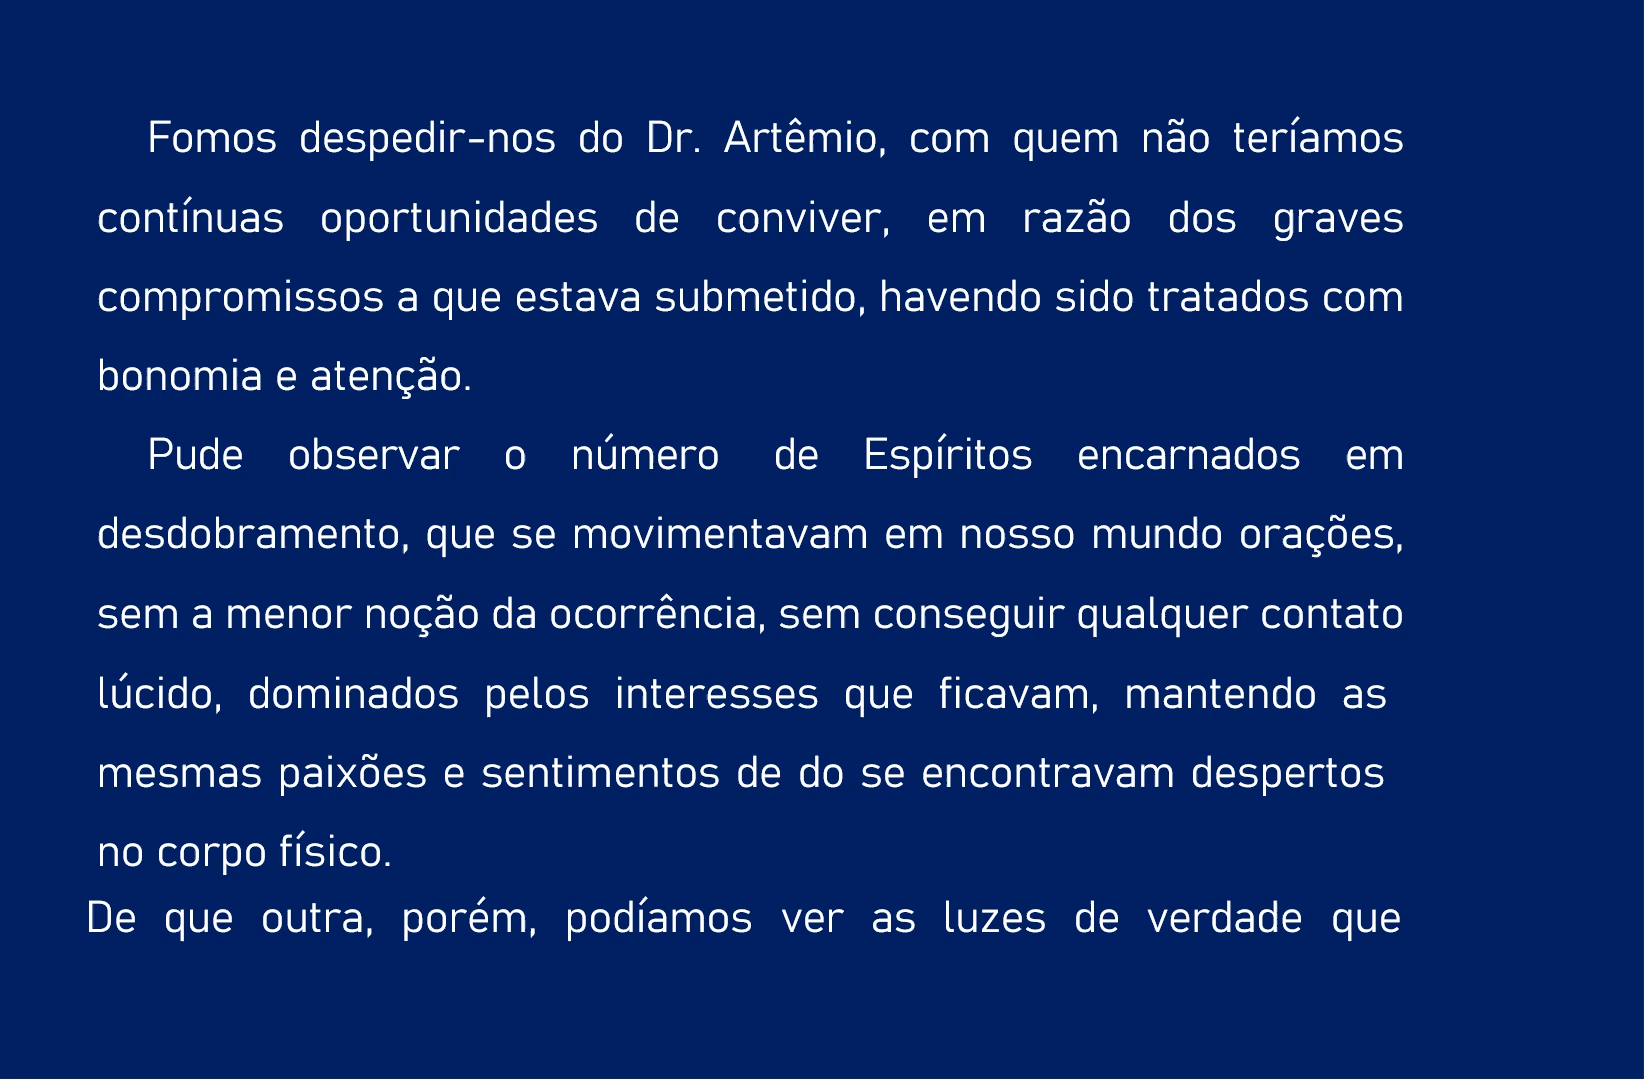 Fomos despedir-nos do Dr. Artêmio, com quem não teríamos
contínuas oportunidades de conviver, em razão dos graves
compromissos a que estava submetido, havendo sido tratados com
bonomia e atenção.
Pude observar o número de Espíritos encarnados em
desdobramento, que se movimentavam em nosso mundo orações,
sem a menor noção da ocorrência, sem conseguir qualquer contato
lúcido, dominados pelos interesses que ficavam, mantendo as
mesmas paixões e sentimentos de do se encontravam despertos
no corpo físico.
De que outra, porém, podíamos ver as luzes de verdade que